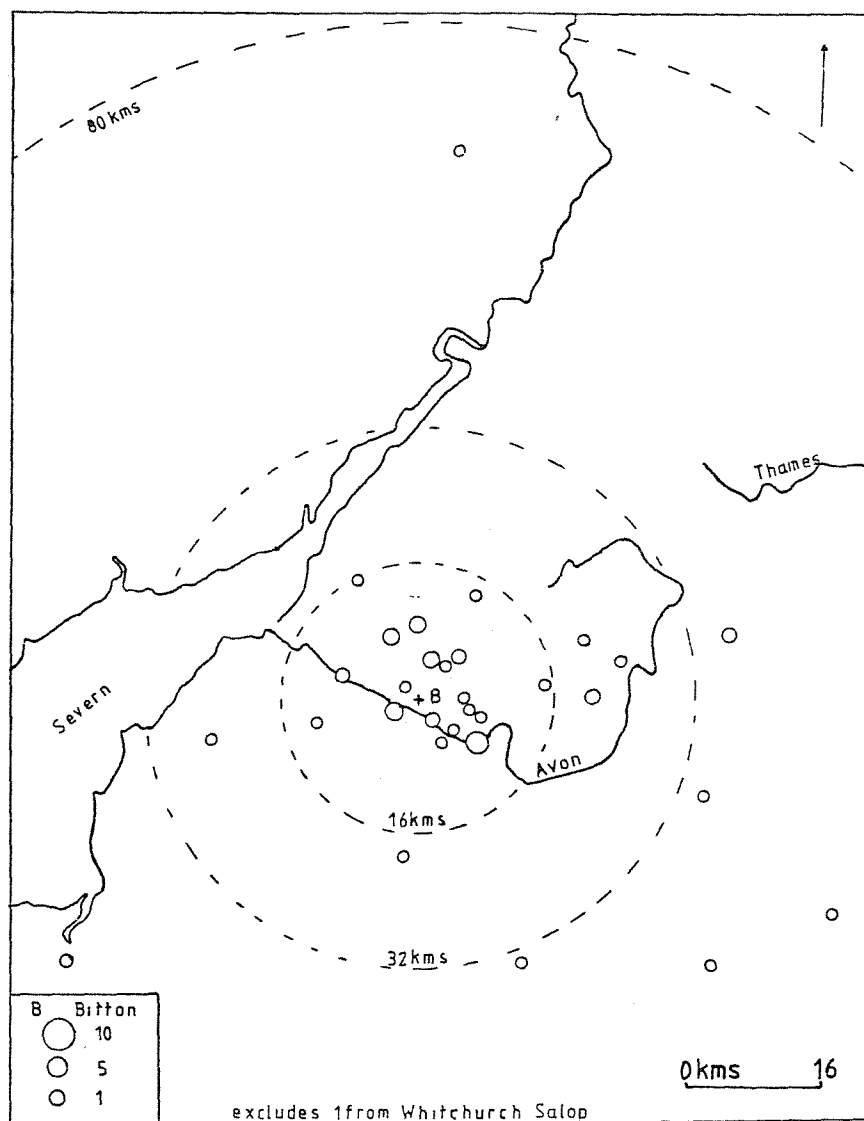 80kms
Thames
Severn
+ B
Avon
16kms
32kms
B Bitton
10
5
1
0kms 16
excludes 1from Whitchurch Salop